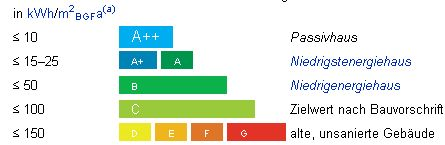 in kWh/m²BGFa(a)
≤ 10 A++ Passivhaus
≤ 15–25 A+ A Niedrigstenergiehaus
≤ 50 B Niedrigenergiehaus
≤ 100 C Zielwert nach Bauvorschrift
≤ 150 D E F G alte, unsanierte Gebäude